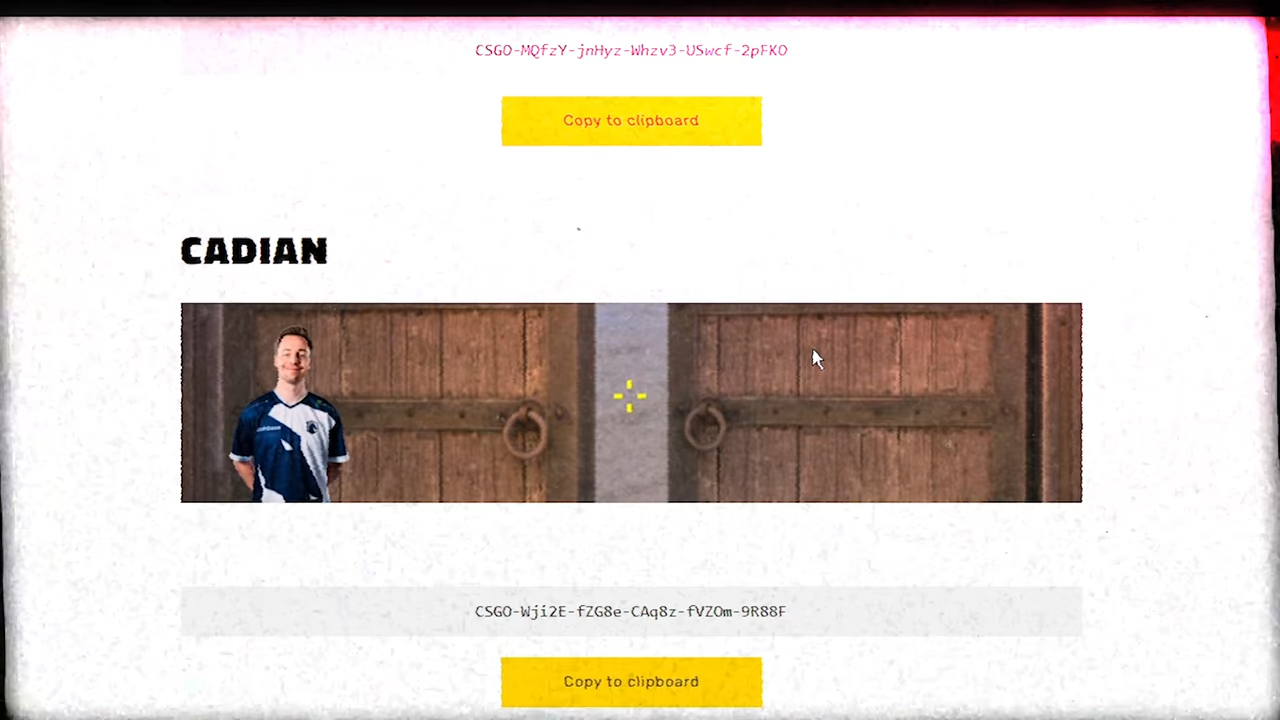 CSGO-MQfzY-jnHyz-Whzv3-USwcf-2pFKO
Copy to clipboard
CADIAN
CSGO-Wji2E-fZG8e-CAq8z-fVZOm-9R88F
Copy to clipboard